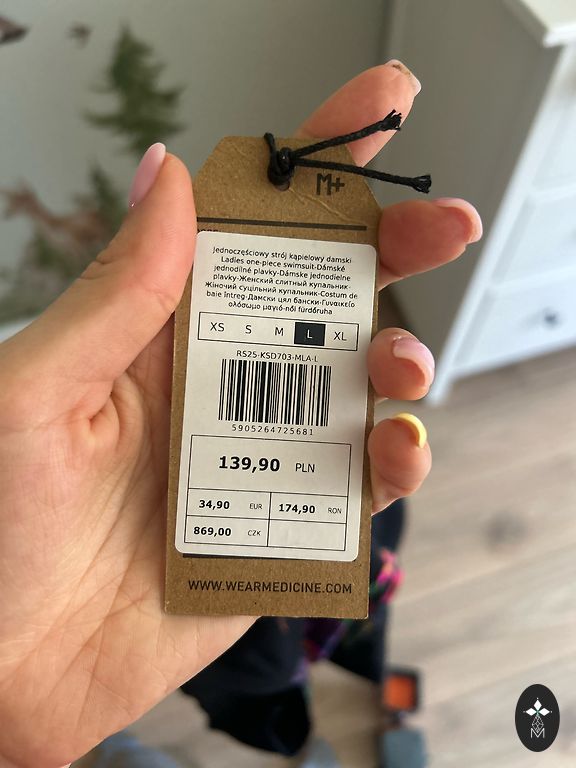 M+
Jednoczęściowy strój kąpielowy damski-
Ladies one-piece swimsuit-Dámské
jednodílné plavky-Dámske jednodielne
plavky-Женский слитный купальник-
Жіночий суцільний купальник-Costum de
baie întreg-Дамски цял бански-Γυναικείο
ολόσωμο μαγιό-női fürdőruha
XS S M L XL
RS25-KSD703-MLA-L
5905264725681
139,90 PLN
34,90 EUR 174,90 RON
869,00 CZK
WWW.WEARMEDICINE.COM
M